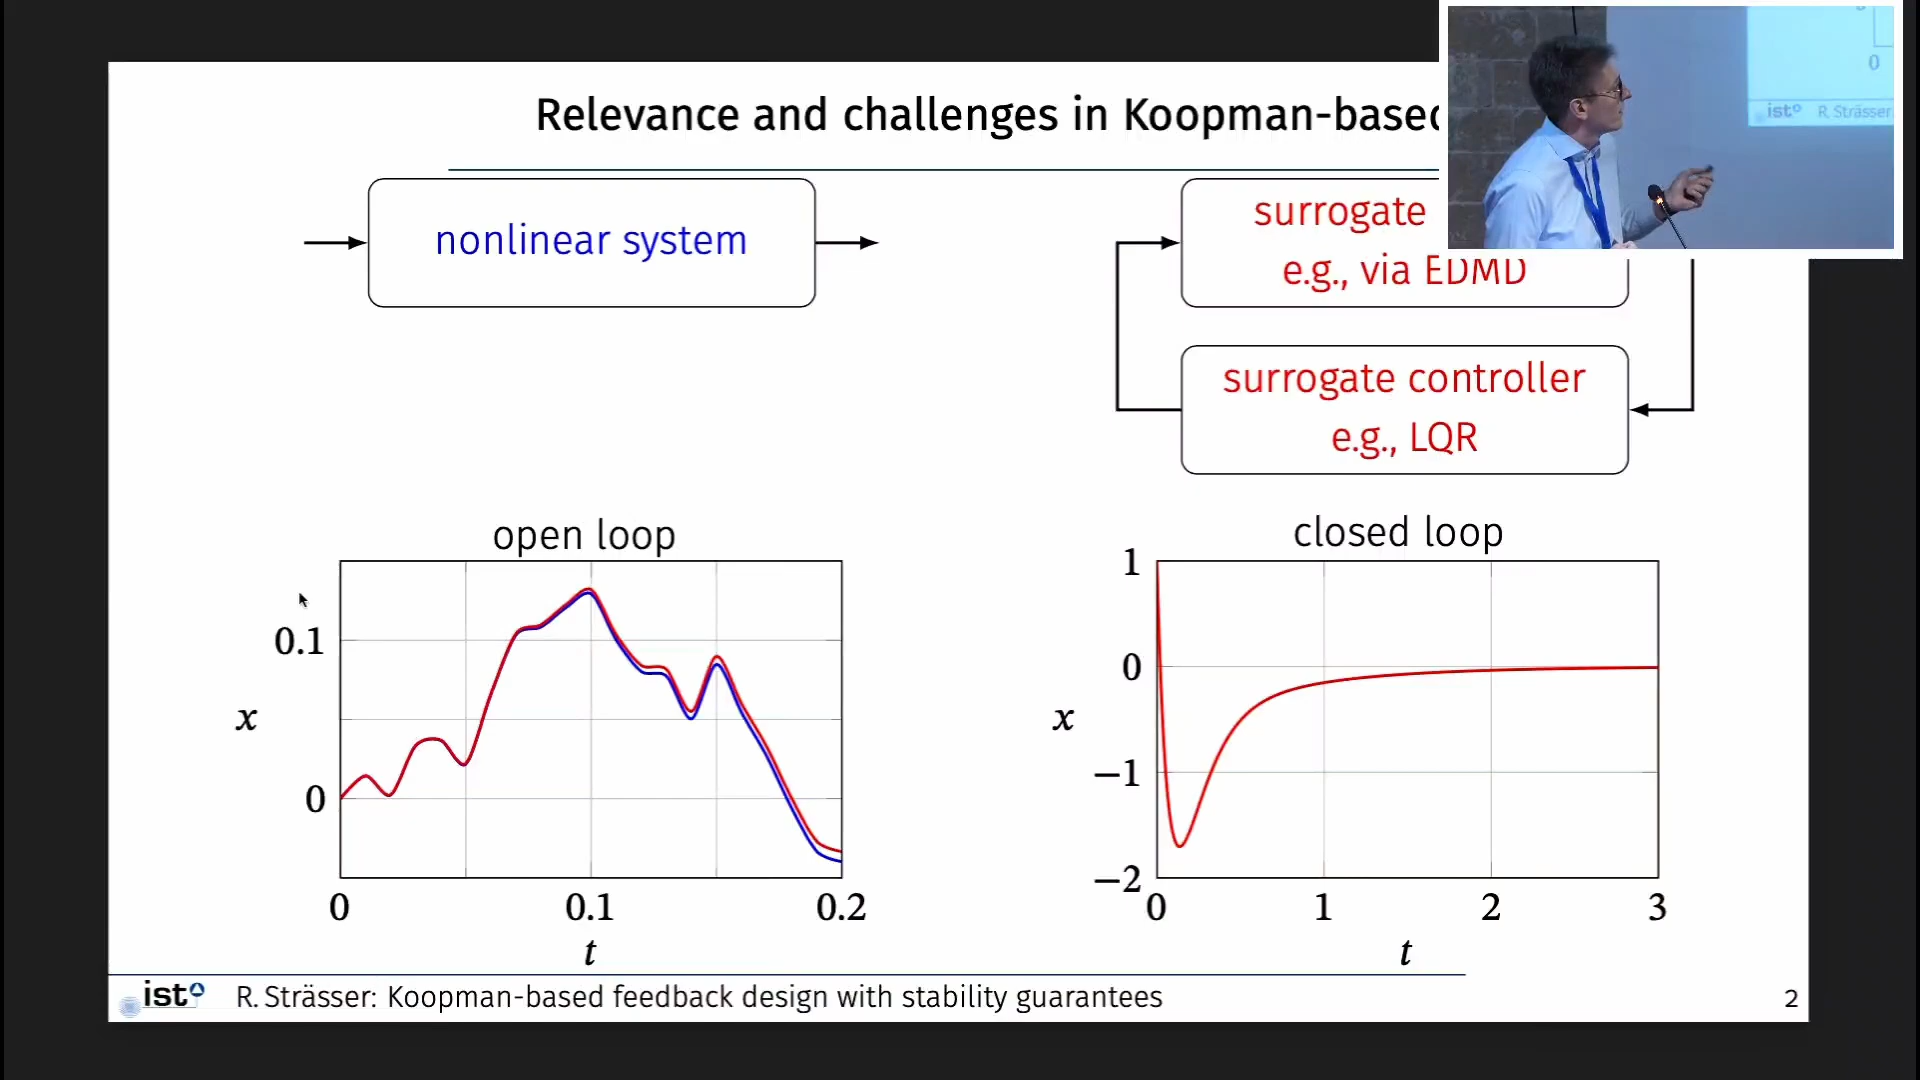 Relevance and challenges in Koopman-based
nonlinear system
surrogate
e.g., via EDMD
surrogate controller
e.g., LQR
open loop
0.1
0
x
0 0.1 0.2
t
closed loop
1
0
−1
−2
x
0 1 2 3
t
ist R. Strässer: Koopman-based feedback design with stability guarantees
2
0
ist R. Strässer